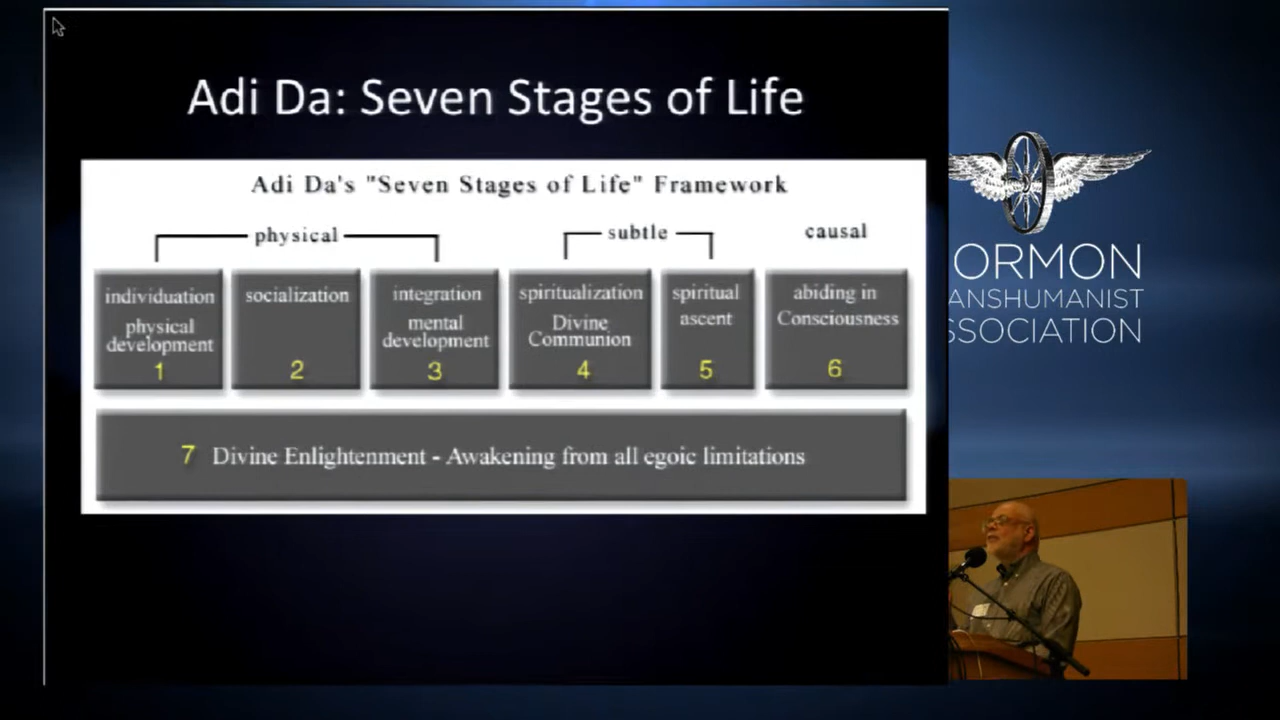 Adi Da: Seven Stages of Life
Adi Da's "Seven Stages of Life" Framework
physical
subtle
causal
individuation
physical
development
1
socialization
2
integration
mental
development
3
spiritualization
Divine
Communion
4
spiritual
ascent
5
abiding in
Consciousness
6
7 Divine Enlightenment - Awakening from all egoic limitations
ORMON
ANSHUMANIST
SSOCIATION